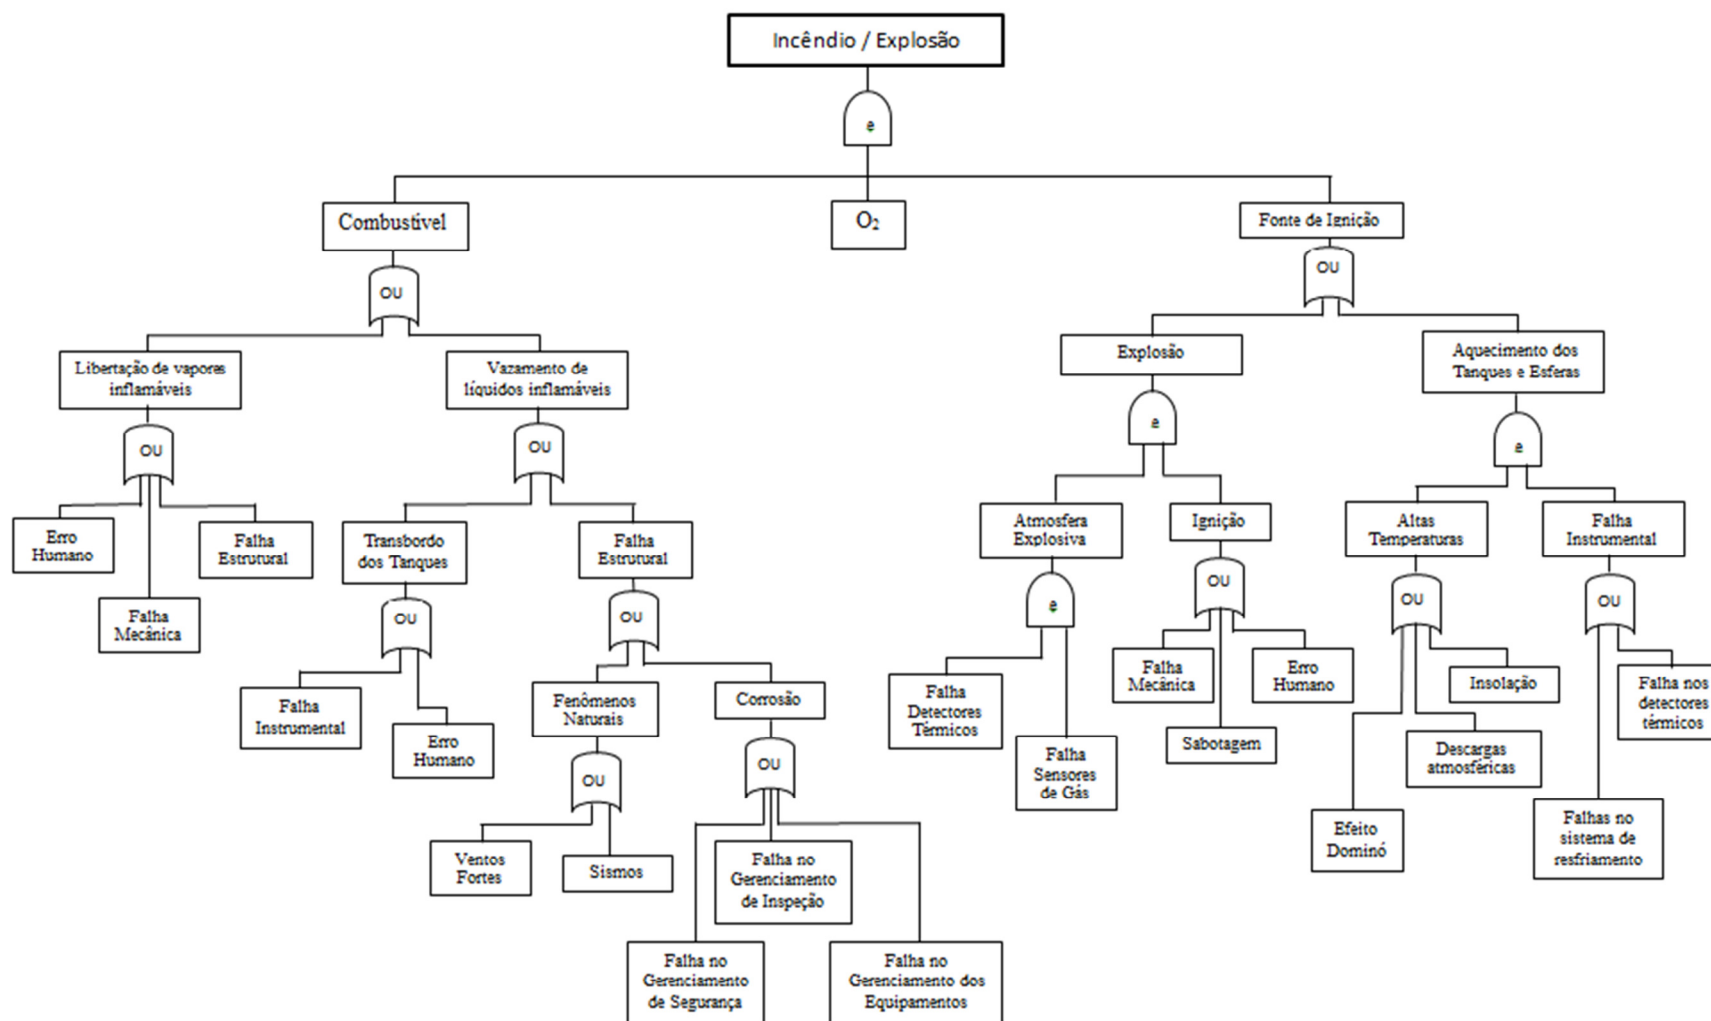 Incêndio / Explosão
e
Combustível
O₂
Fonte de Ignição
OU
OU
Libertação de vapores
inflamáveis
Vazamento de
líquidos inflamáveis
Explosão
Aquecimento dos
Tanques e Esferas
OU
OU
e
e
Erro
Humano
Falha
Estrutural
Falha
Mecânica
Transbordo
dos Tanques
Falha
Estrutural
Atmosfera
Explosiva
Ignição
Altas
Temperaturas
Falha
Instrumental
OU
OU
e
OU
OU
OU
Falha
Instrumental
Erro
Humano
Fenômenos
Naturais
Corrosão
Falha
Detectores
Térmicos
Falha
Sensores
de Gás
Falha
Mecânica
Erro
Humano
Sabotagem
Insolação
Descargas
atmosféricas
Efeito
Dominó
Falha nos
detectores
térmicos
Falhas no
sistema de
resfriamento
OU
OU
Ventos
Fortes
Sismos
Falha no
Gerenciamento
de Inspeção
Falha no
Gerenciamento
de Segurança
Falha no
Gerenciamento dos
Equipamentos